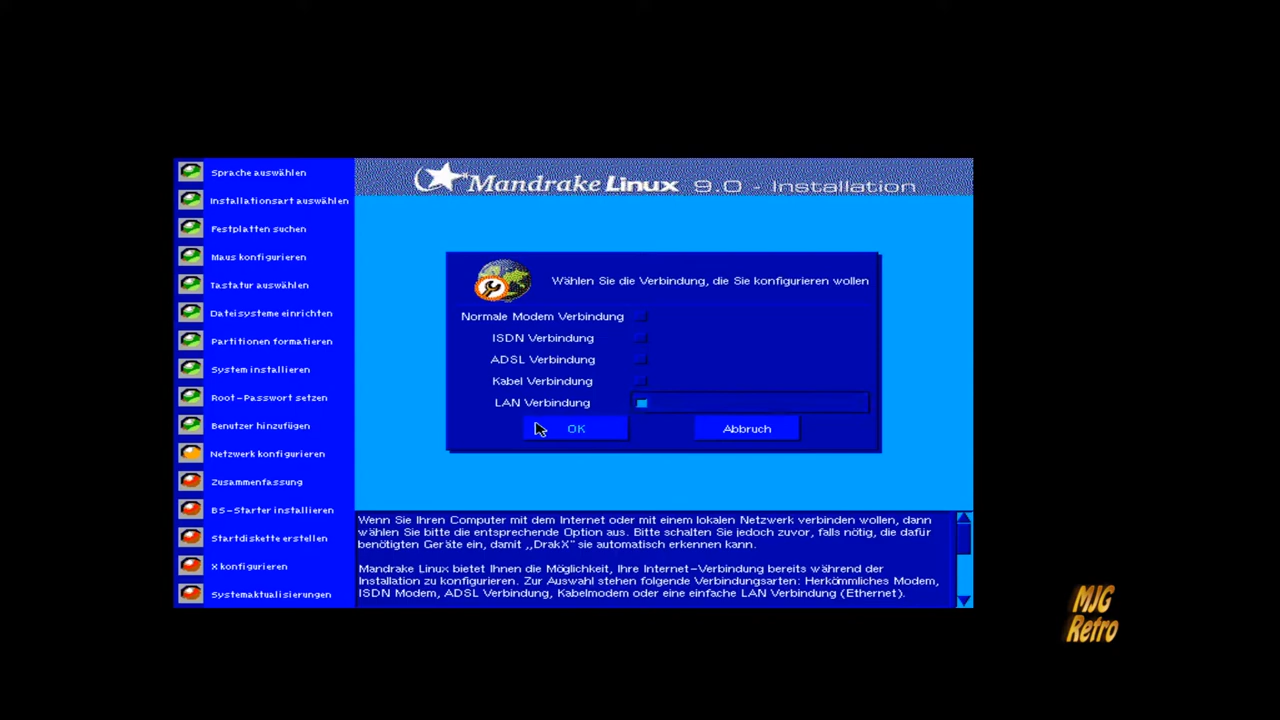 Mandrake Linux 9.0 - Installation
Sprache auswählen
Installationsart auswählen
Festplatten suchen
Maus konfigurieren
Tastatur auswählen
Dateisysteme einrichten
Partitionen formatieren
System installieren
Root-Passwort setzen
Benutzer hinzufügen
Netzwerk konfigurieren
Zusammenfassung
BS-Starter installieren
Startdiskette erstellen
X konfigurieren
Systemaktualisierungen
Wählen Sie die Verbindung, die Sie konfigurieren wollen
Normale Modem Verbindung
ISDN Verbindung
ADSL Verbindung
Kabel Verbindung
LAN Verbindung
OK
Abbruch
Wenn Sie Ihren Computer mit dem Internet oder mit einem lokalen Netzwerk verbinden wollen, dann
wählen Sie bitte die entsprechende Option aus. Bitte schalten Sie jedoch zuvor, falls nötig, die dafür
benötigten Geräte ein, damit ,,DrakX" sie automatisch erkennen kann.
Mandrake Linux bietet Ihnen die Möglichkeit, Ihre Internet-Verbindung bereits während der
Installation zu konfigurieren. Zur Auswahl stehen folgende Verbindungsarten: Herkömmliches Modem,
ISDN Modem, ADSL Verbindung, Kabelmodem oder eine einfache LAN Verbindung (Ethernet).
MJG
Retro